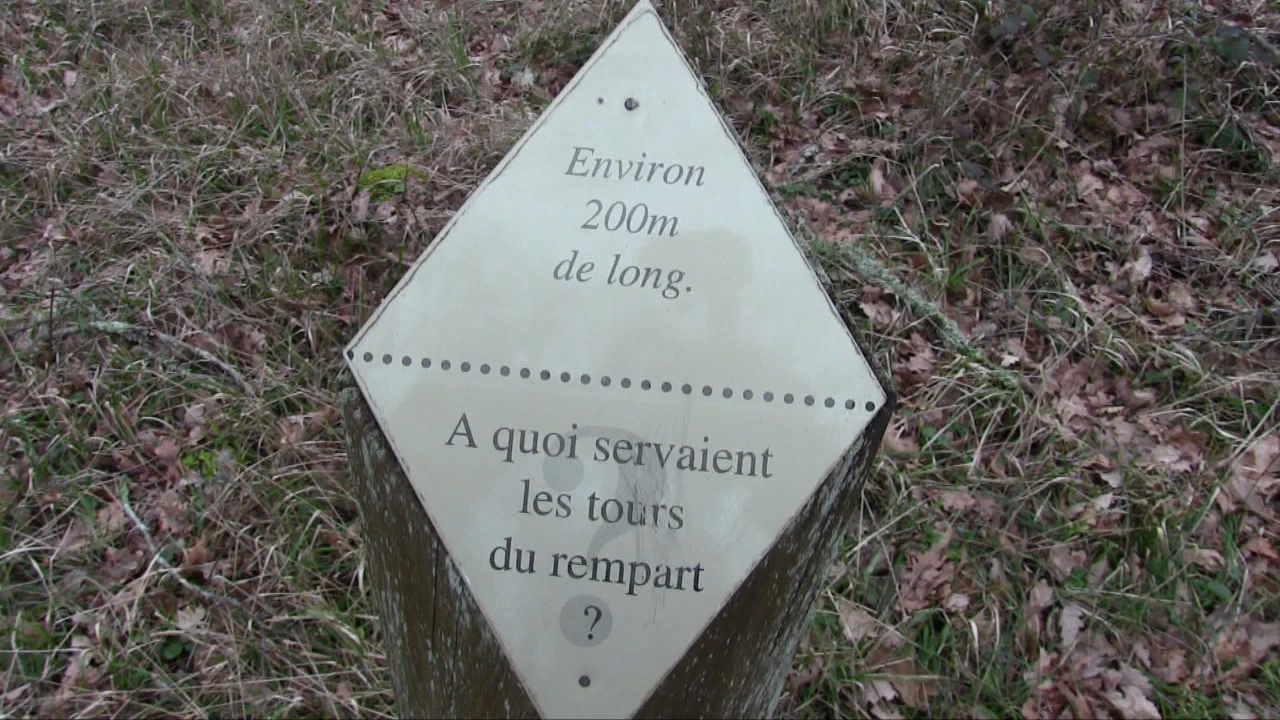 Environ
200m
de long.
A quoi servaient
les tours
du rempart
?